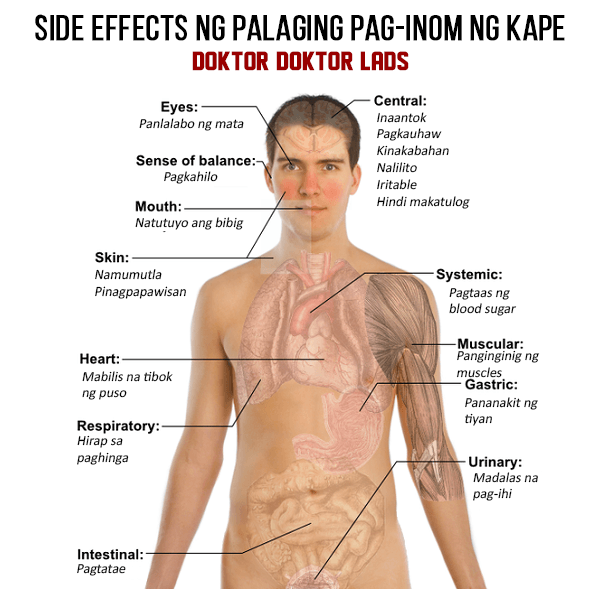 SIDE EFFECTS NG PALAGING PAG-INOM NG KAPE
DOKTOR DOKTOR LADS
Eyes:
Panlalabo ng mata
Sense of balance:
Pagkahilo
Mouth:
Natutuyo ang bibig
Skin:
Namumutla
Pinagpapawisan
Heart:
Mabilis na tibok
ng puso
Respiratory:
Hirap sa
paghinga
Intestinal:
Pagtatae
Central:
Inaantok
Pagkauhaw
Kinakabahan
Nalilito
Iritable
Hindi makatulog
Systemic:
Pagtaas ng
blood sugar
Muscular:
Panginginig ng
muscles
Gastric:
Pananakit ng
tiyan
Urinary:
Madalas na
pag-ihi